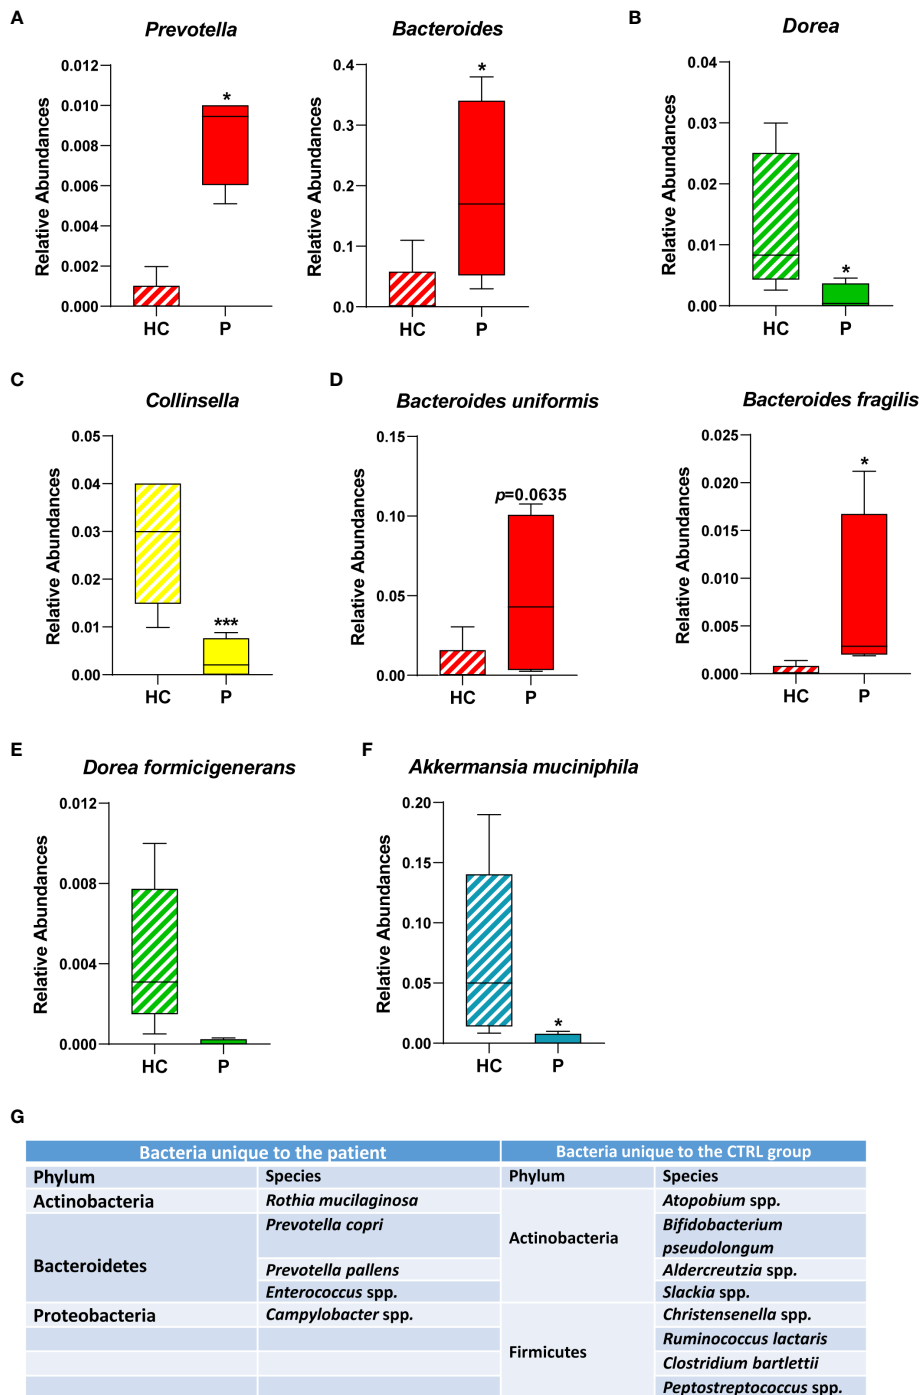 A
Prevotella
Relative Abundances
0.012
0.010
0.008
0.006
0.004
0.002
0.000
*
HC
P
Bacteroides
Relative Abundances
0.4
0.3
0.2
0.1
0.0
*
HC
P
B
Dorea
Relative Abundances
0.04
0.03
0.02
0.01
0.00
*
HC
P
C
Collinsella
Relative Abundances
0.05
0.04
0.03
0.02
0.01
0.00
***
HC
P
D
Bacteroides uniformis
Relative Abundances
0.15
0.10
0.05
0.00
p=0.0635
HC
P
Bacteroides fragilis
Relative Abundances
0.025
0.020
0.015
0.010
0.005
0.000
*
HC
P
E
Dorea formicigenerans
Relative Abundances
0.012
0.008
0.004
0.000
HC
P
F
Akkermansia muciniphila
Relative Abundances
0.20
0.15
0.10
0.05
0.00
*
HC
P
G
Bacteria unique to the patient
Phylum Species
Actinobacteria Rothia mucilaginosa
Bacteroidetes
Prevotella copri
Prevotella pallens
Enterococcus spp.
Proteobacteria Campylobacter spp.
Bacteria unique to the CTRL group
Phylum Species
Actinobacteria
Atopobium spp.
Bifidobacterium
pseudolongum
Aldercreutzia spp.
Slackia spp.
Firmicutes
Christensenella spp.
Ruminococcus lactaris
Clostridium bartlettii
Peptostreptococcus spp.